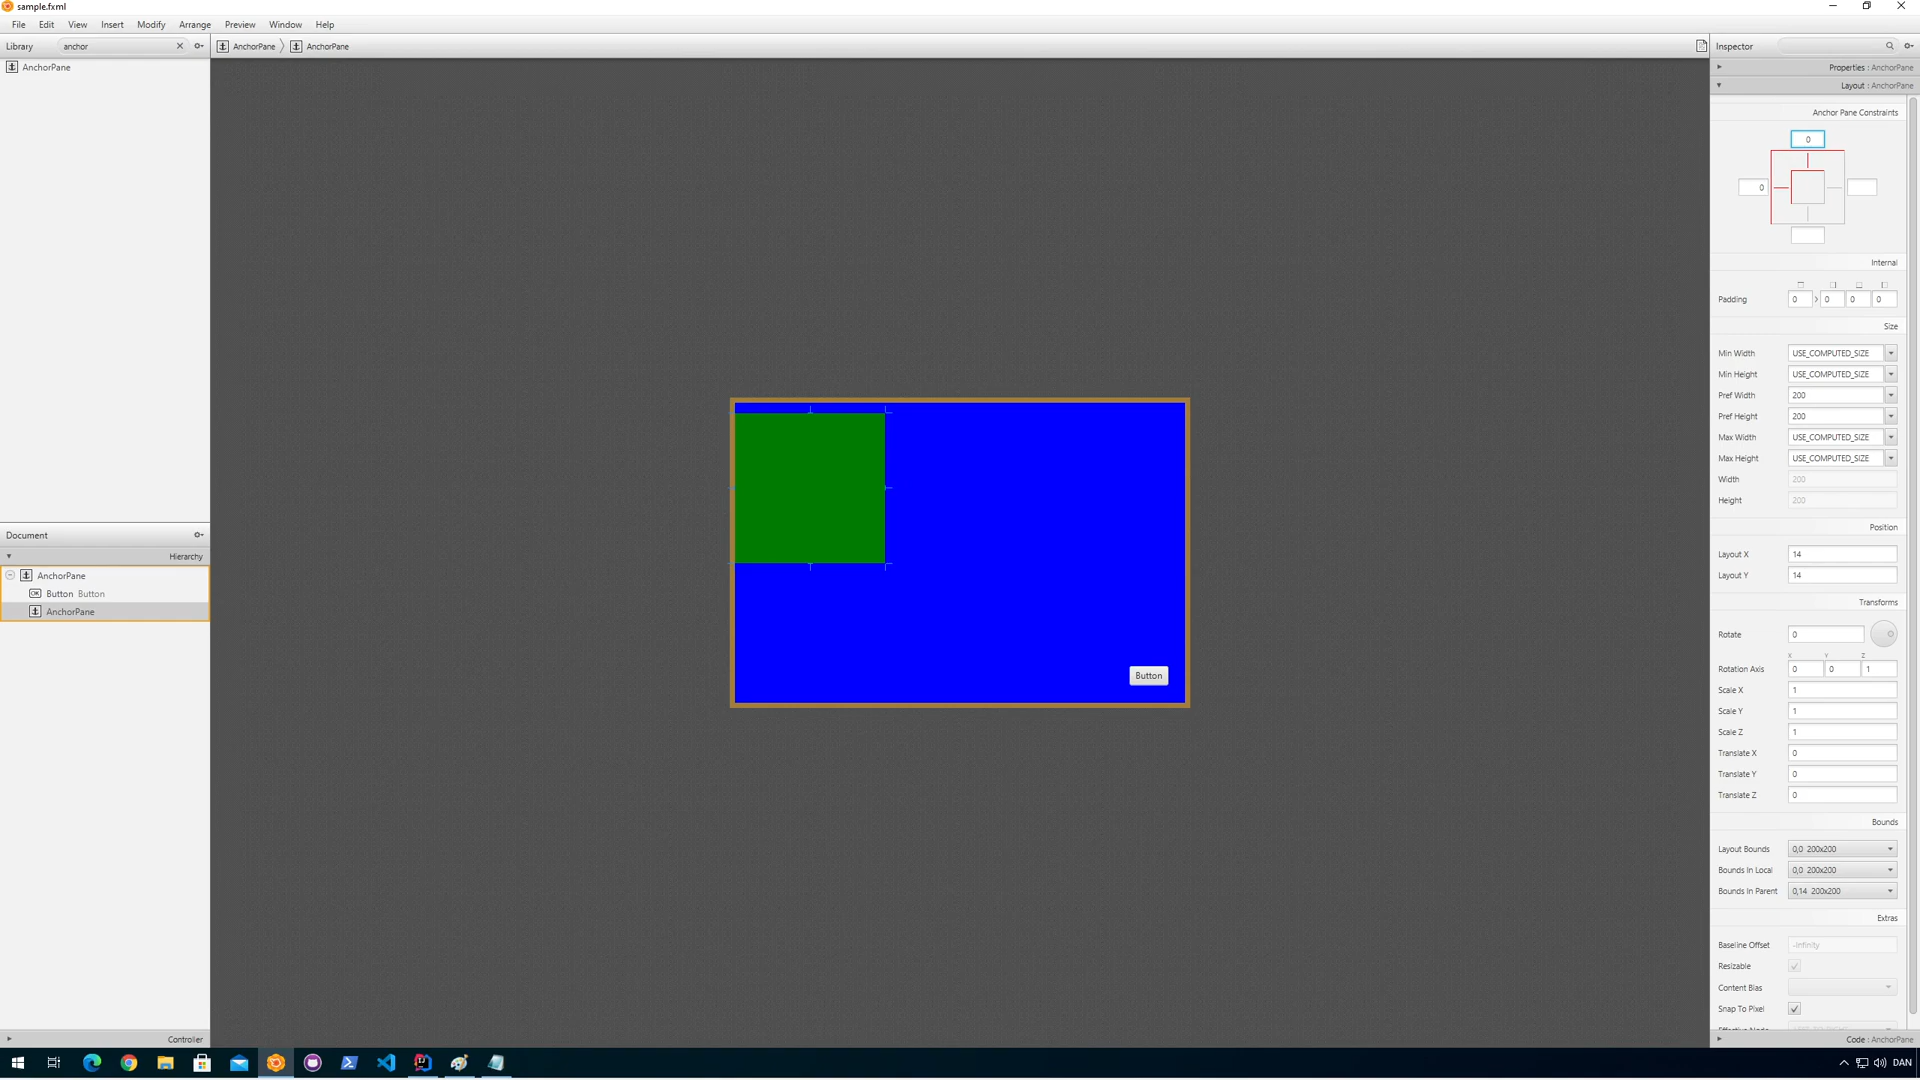 sample.fxml
File Edit View Insert Modify Arrange Preview Window Help
Library anchor
AnchorPane AnchorPane
Inspector
AnchorPane
Properties : AnchorPane
Layout : AnchorPane
Anchor Pane Constraints
0
0
Internal
Padding 0 0 0 0
Size
Min Width USE_COMPUTED_SIZE
Min Height USE_COMPUTED_SIZE
Pref Width 200
Pref Height 200
Max Width USE_COMPUTED_SIZE
Max Height USE_COMPUTED_SIZE
Width 200
Height 200
Position
Layout X 14
Layout Y 14
Transforms
Rotate 0
X Y Z
Rotation Axis 0 0 1
Scale X 1
Scale Y 1
Scale Z 1
Translate X 0
Translate Y 0
Translate Z 0
Bounds
Layout Bounds 0,0 200x200
Bounds In Local 0,0 200x200
Bounds In Parent 0,14 200x200
Extras
Baseline Offset -Infinity
Resizable
Content Bias
Snap To Pixel
Code : AnchorPane
Button
Document
Hierarchy
AnchorPane
OK Button Button
AnchorPane
Controller
DAN